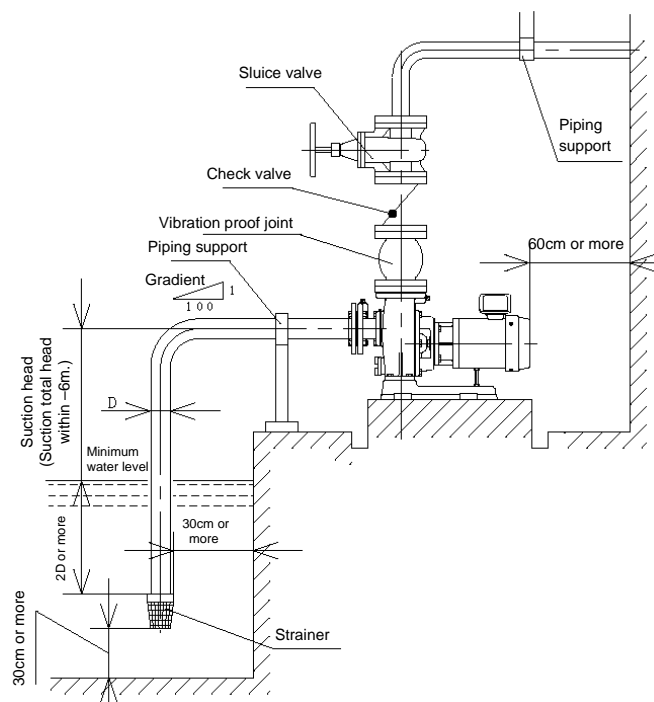 Sluice valve
Piping
support
Check valve
Vibration proof joint
60cm or more
Piping support
Gradient
1
100
Suction head
(Suction total head
within –6m.)
D
Minimum
water level
30cm or
more
2D or more
Strainer
30cm or more